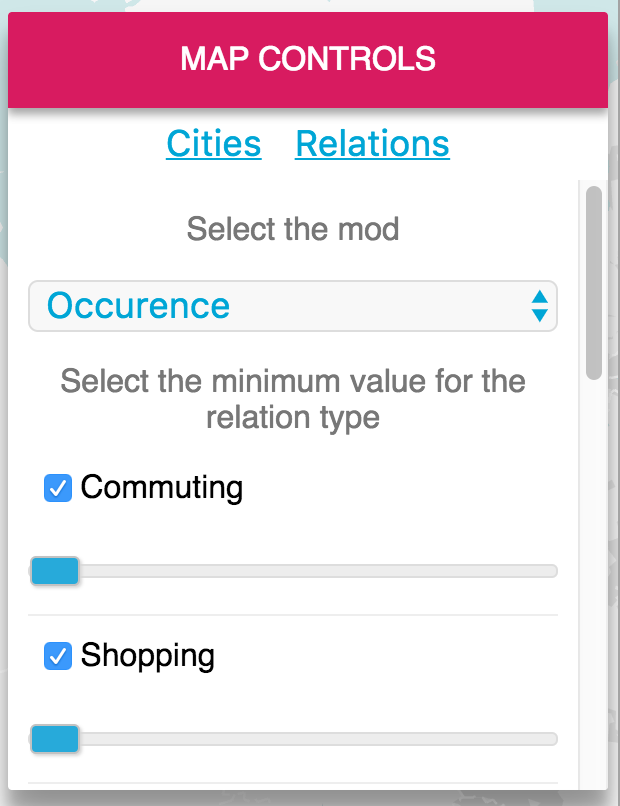 MAP CONTROLS
Cities Relations
Select the mod
Occurence
Select the minimum value for the
relation type
Commuting
Shopping